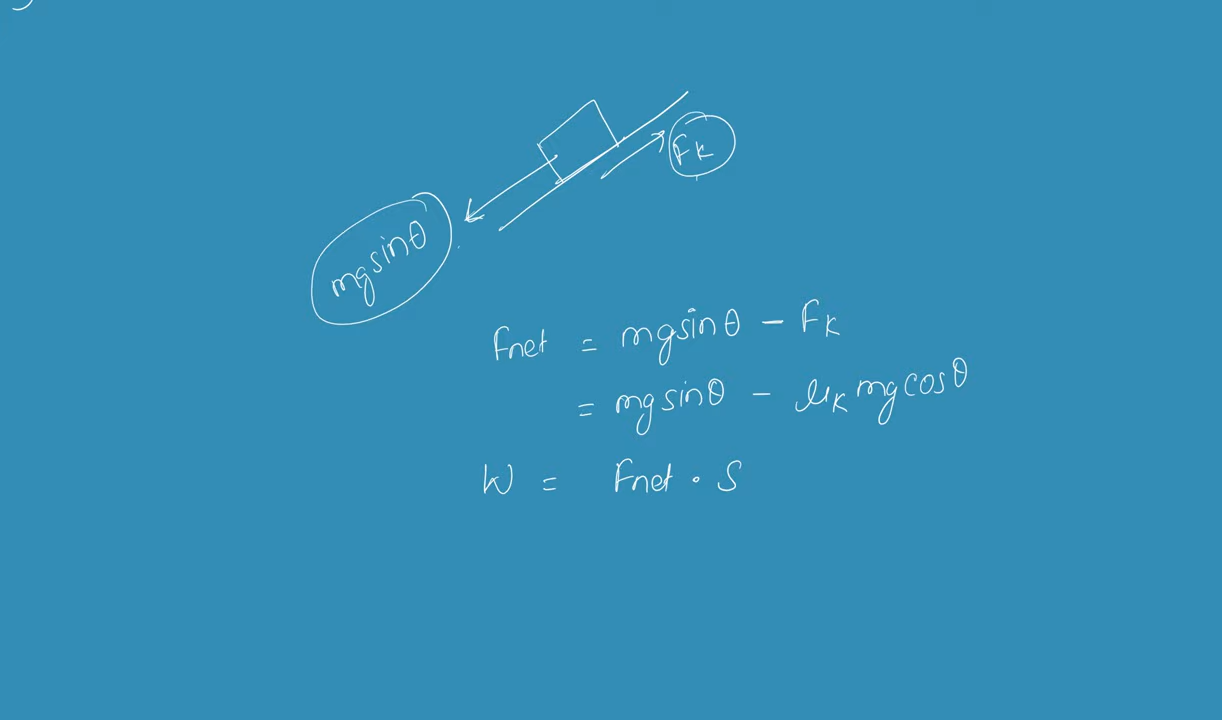 FK
mgsinθ
Fnet = mgsinθ - FK
= mgsinθ - μK mgcosθ
W = Fnet . S